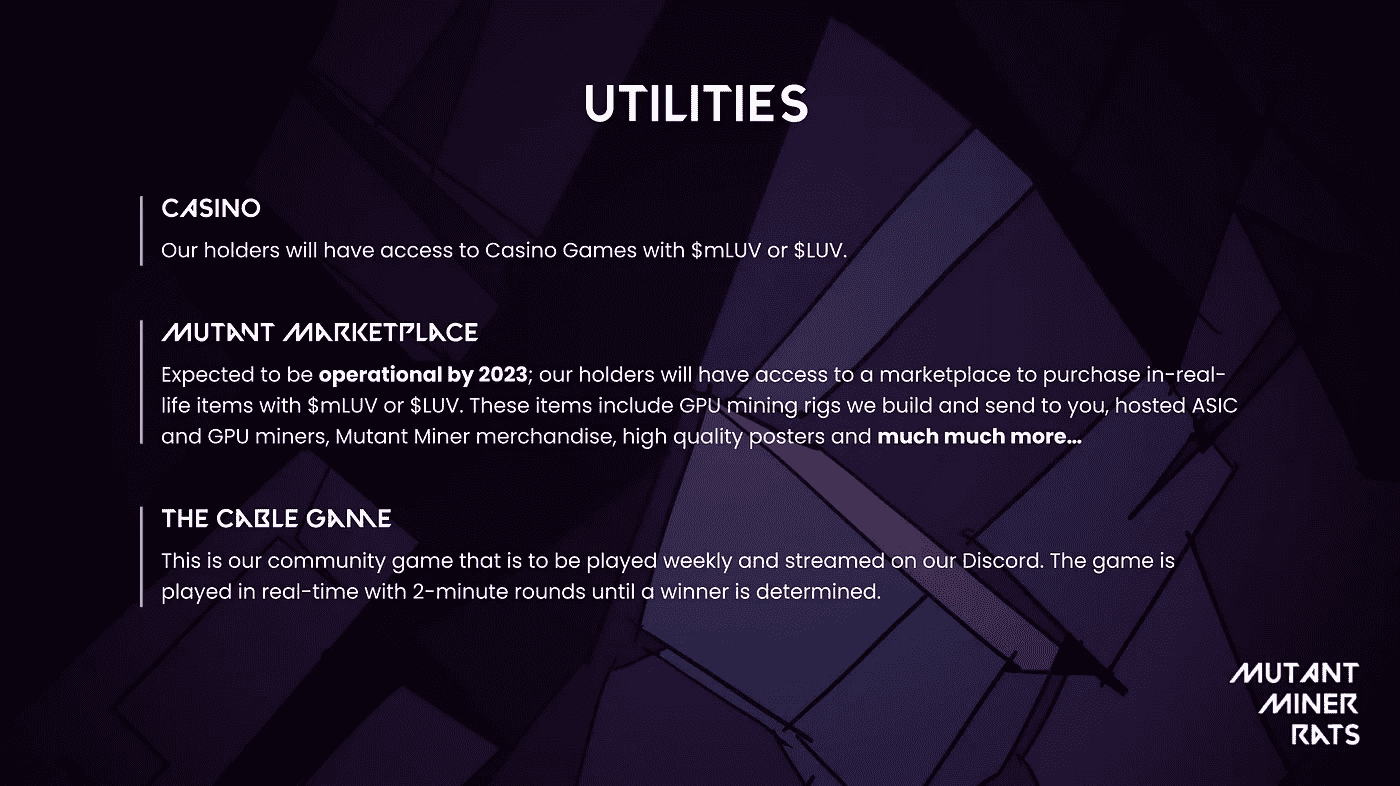 UTILITIES
CASINO
Our holders will have access to Casino Games with $mLUV or $LUV.
MUTANT MARKETPLACE
Expected to be operational by 2023; our holders will have access to a marketplace to purchase in-real-
life items with $mLUV or $LUV. These items include GPU mining rigs we build and send to you, hosted ASIC
and GPU miners, Mutant Miner merchandise, high quality posters and much much more...
THE CABLE GAME
This is our community game that is to be played weekly and streamed on our Discord. The game is
played in real-time with 2-minute rounds until a winner is determined.
MUTANT
MINER
RATS